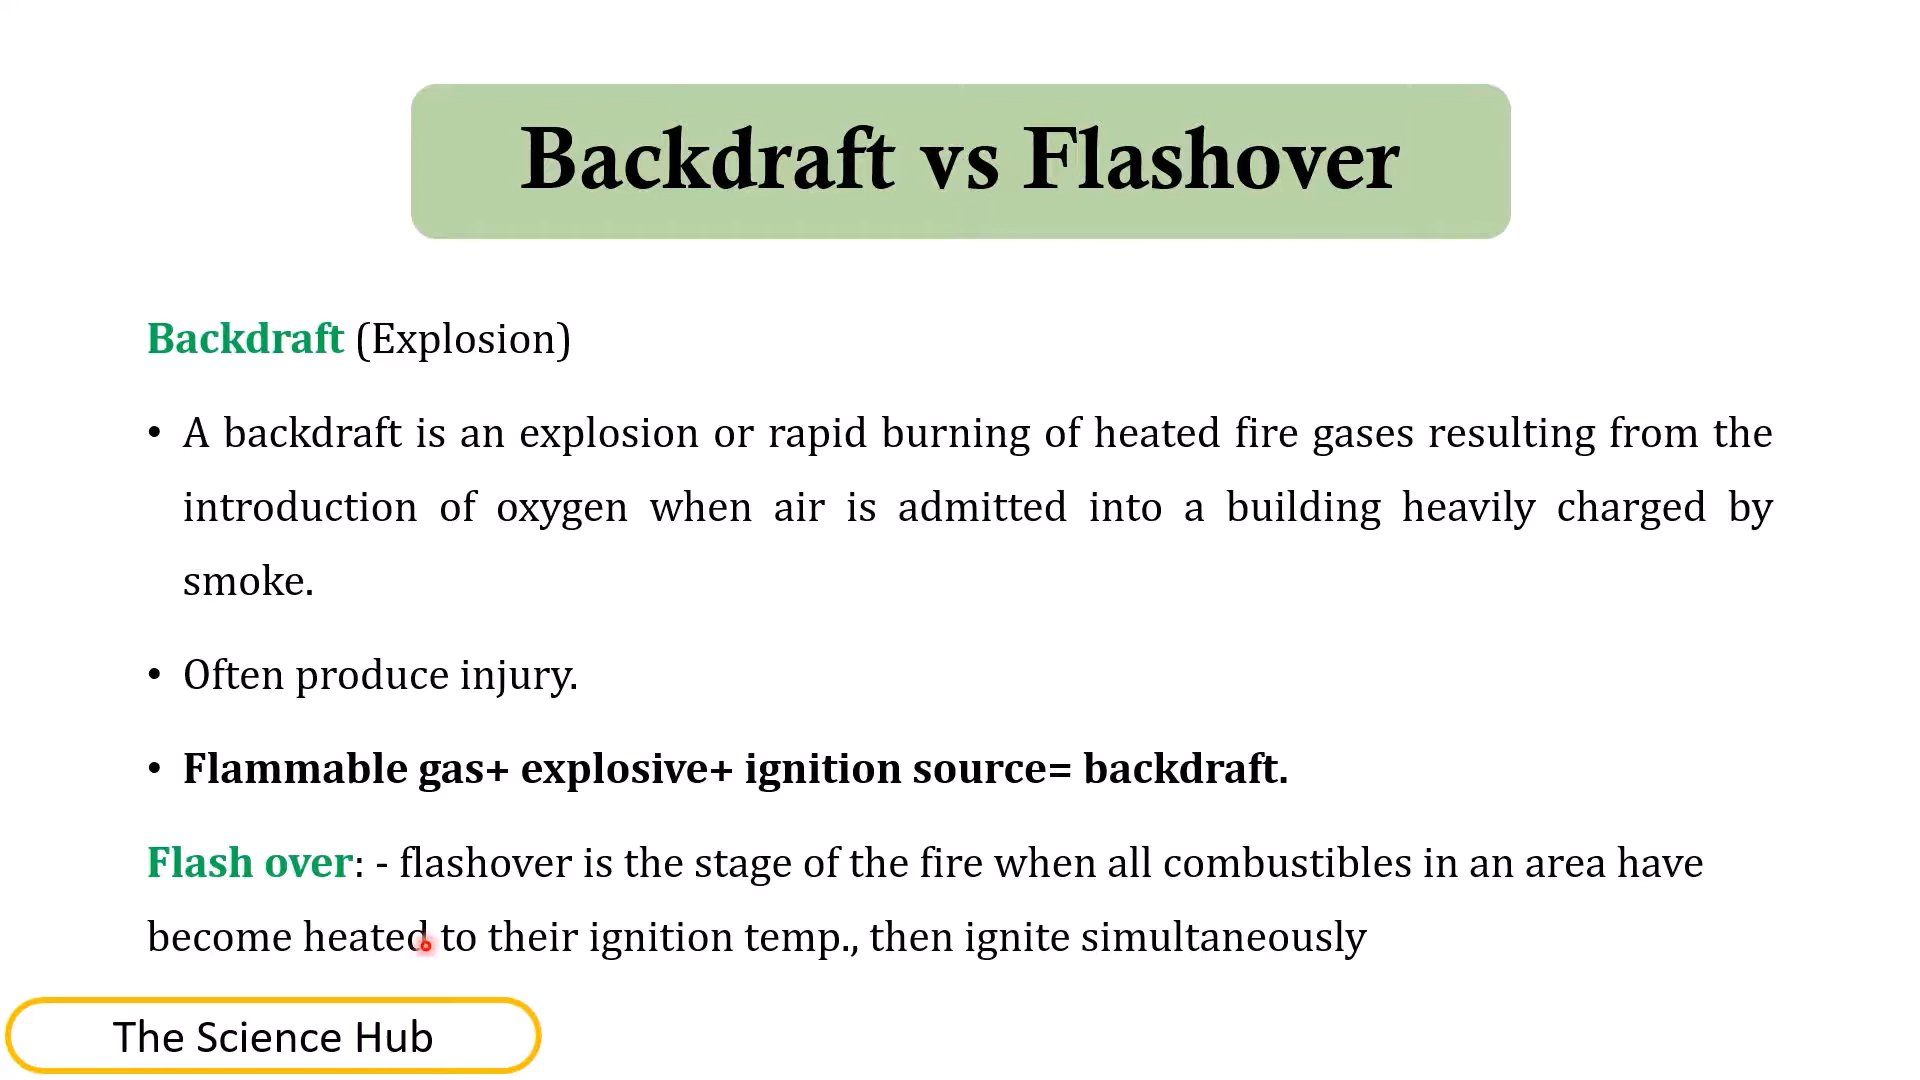 Backdraft vs Flashover
Backdraft (Explosion)
• A backdraft is an explosion or rapid burning of heated fire gases resulting from the
introduction of oxygen when air is admitted into a building heavily charged by
smoke.
• Often produce injury.
• Flammable gas+ explosive+ ignition source= backdraft.
Flash over: - flashover is the stage of the fire when all combustibles in an area have
become heated to their ignition temp., then ignite simultaneously
The Science Hub